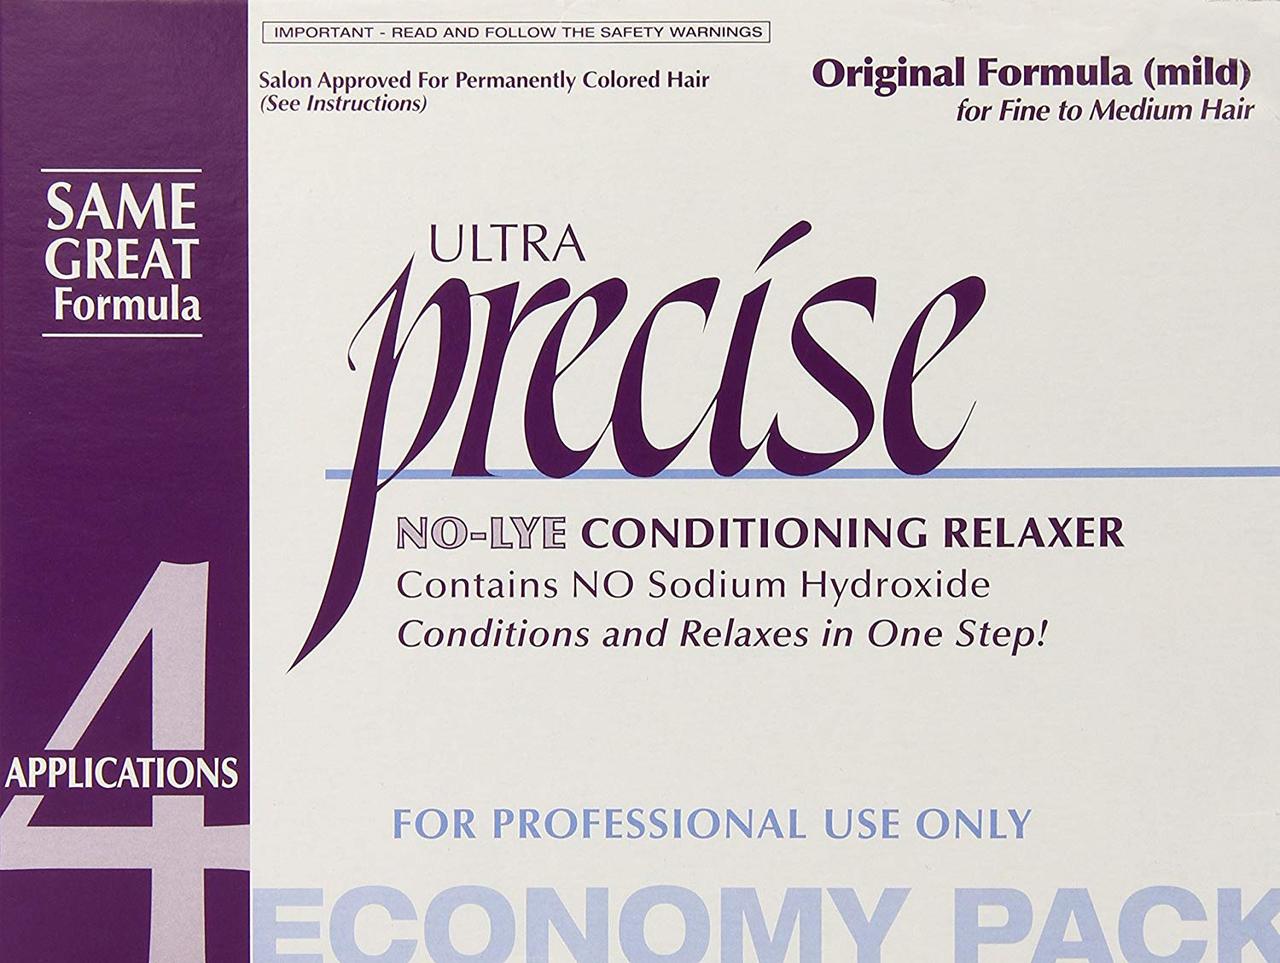 IMPORTANT - READ AND FOLLOW THE SAFETY WARNINGS
Salon Approved For Permanently Colored Hair
(See Instructions)
Original Formula (mild)
for Fine to Medium Hair
SAME
GREAT
Formula
ULTRA
precise
NO-LYE CONDITIONING RELAXER
Contains NO Sodium Hydroxide
Conditions and Relaxes in One Step!
4
APPLICATIONS
FOR PROFESSIONAL USE ONLY
ECONOMY PACK